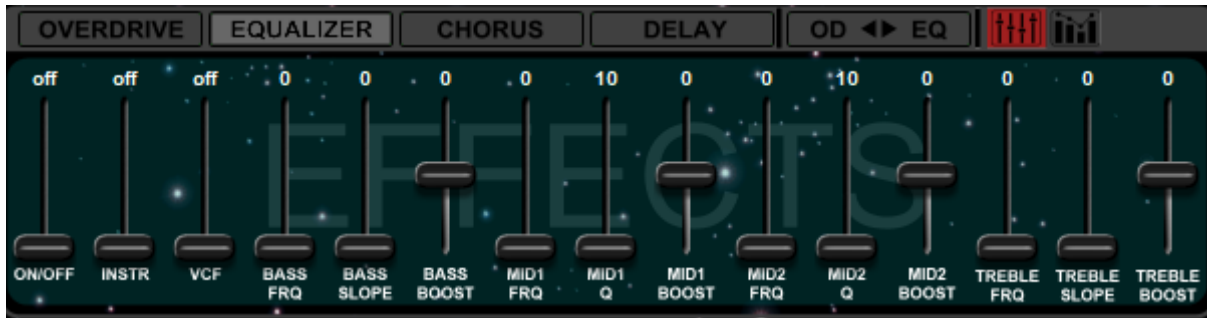 OVERDRIVE EQUALIZER CHORUS DELAY OD ◄► EQ
off off off 0 0 0 0 10 0 0 10 0 0 0 0
EFFECTS
ON/OFF INSTR VCF BASS BASS BASS MID1 MID1 MID1 MID2 MID2 MID2 TREBLE TREBLE TREBLE
FRQ SLOPE BOOST FRQ Q BOOST FRQ Q BOOST FRQ SLOPE BOOST